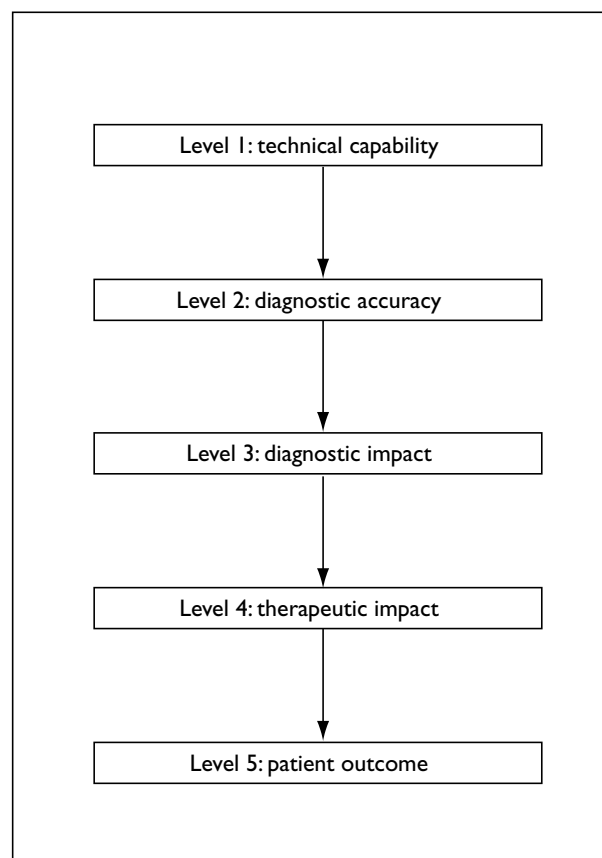 Level 1: technical capability
Level 2: diagnostic accuracy
Level 3: diagnostic impact
Level 4: therapeutic impact
Level 5: patient outcome